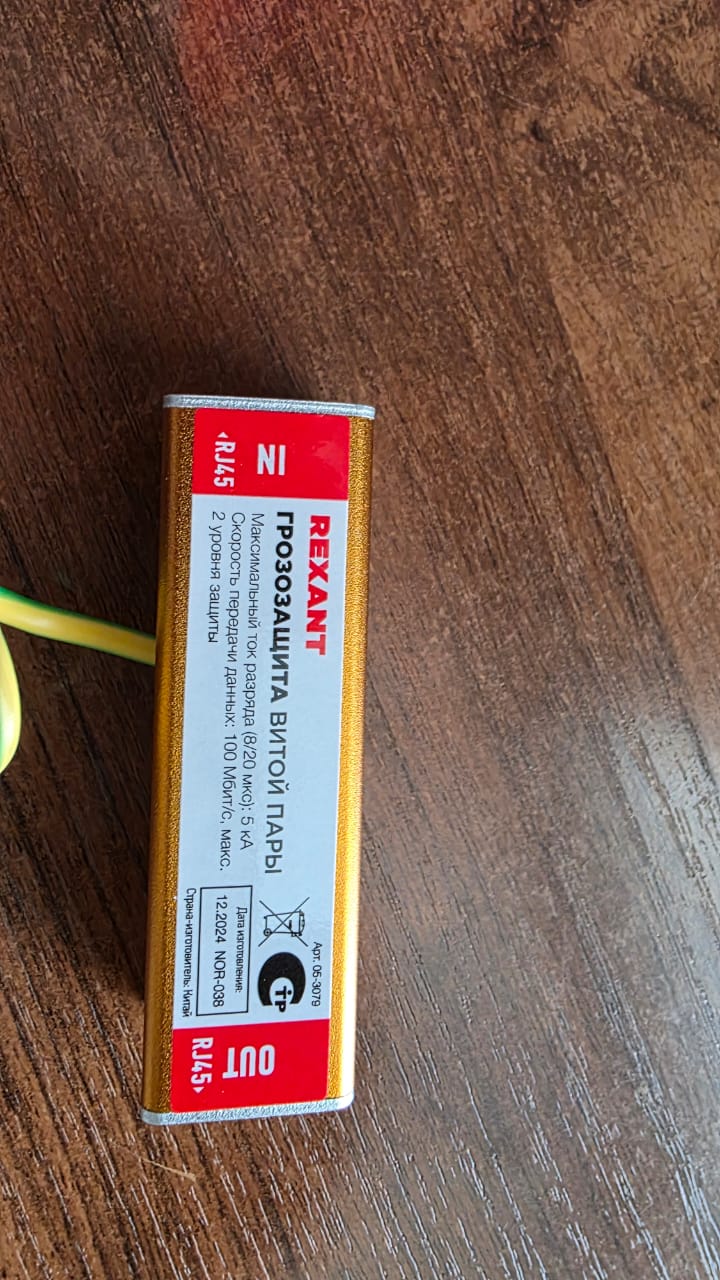 IN
◂RJ45
REXANT
ГРОЗОЗАЩИТА ВИТОЙ ПАРЫ
Максимальный ток разряда (8/20 мкс): 5 кА
Скорость передачи данных: 100 Мбит/с, макс.
2 уровня защиты
Арт. 05-3079
СТР
Дата изготовления:
12.2024 NOR-038
Страна-изготовитель: Китай
OUT
RJ45▸